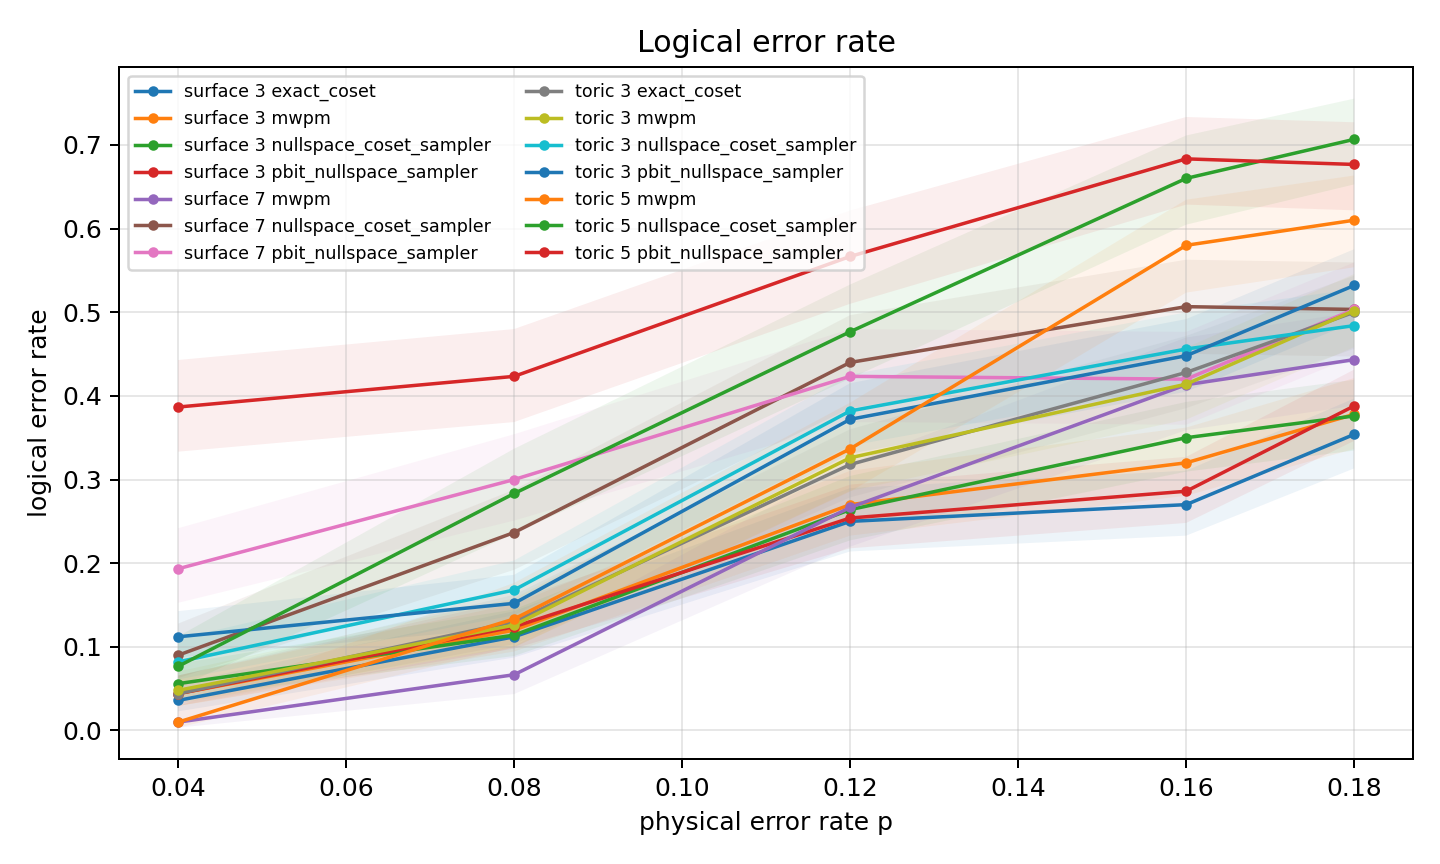 Logical error rate
surface 3 exact_coset
surface 3 mwpm
surface 3 nullspace_coset_sampler
surface 3 pbit_nullspace_sampler
surface 7 mwpm
surface 7 nullspace_coset_sampler
surface 7 pbit_nullspace_sampler
toric 3 exact_coset
toric 3 mwpm
toric 3 nullspace_coset_sampler
toric 3 pbit_nullspace_sampler
toric 5 mwpm
toric 5 nullspace_coset_sampler
toric 5 pbit_nullspace_sampler
logical error rate
0.7
0.6
0.5
0.4
0.3
0.2
0.1
0.0
0.04 0.06 0.08 0.10 0.12 0.14 0.16 0.18
physical error rate p